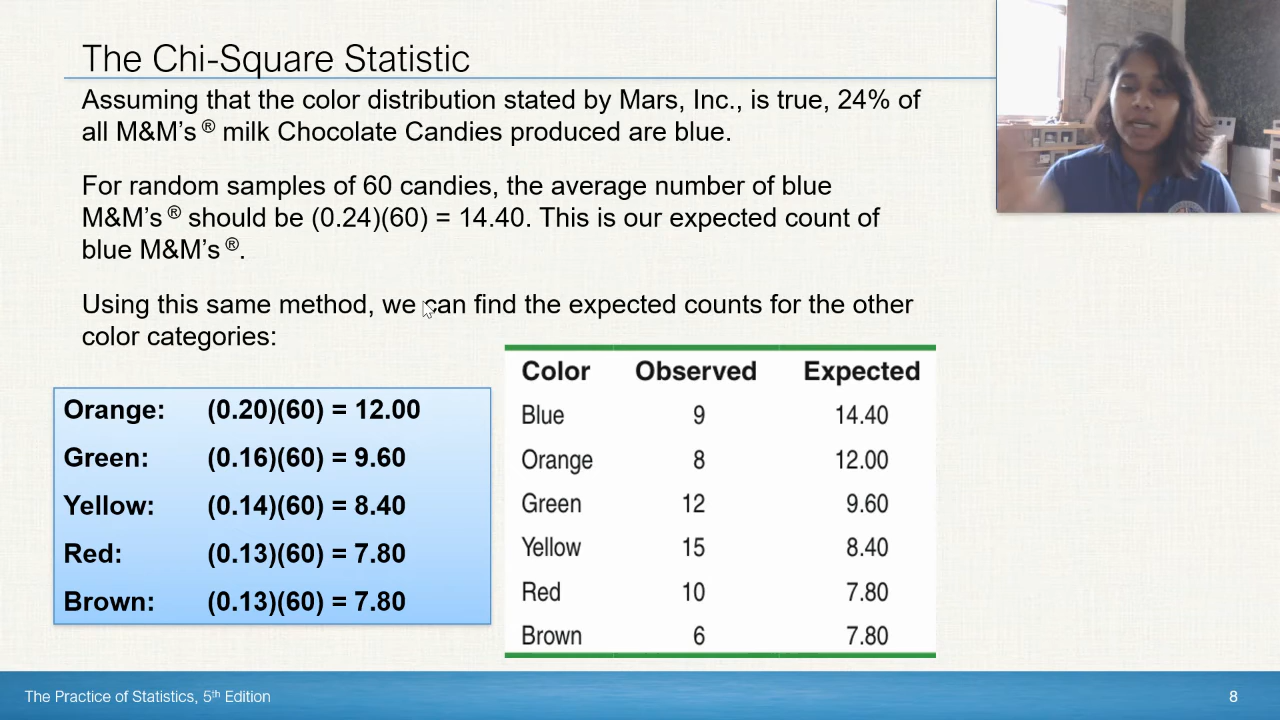 The Chi-Square Statistic
Assuming that the color distribution stated by Mars, Inc., is true, 24% of
all M&M’s ® milk Chocolate Candies produced are blue.
For random samples of 60 candies, the average number of blue
M&M’s ® should be (0.24)(60) = 14.40. This is our expected count of
blue M&M’s ®.
Using this same method, we can find the expected counts for the other
color categories:
Orange: (0.20)(60) = 12.00
Green: (0.16)(60) = 9.60
Yellow: (0.14)(60) = 8.40
Red: (0.13)(60) = 7.80
Brown: (0.13)(60) = 7.80
Color Observed Expected
Blue 9 14.40
Orange 8 12.00
Green 12 9.60
Yellow 15 8.40
Red 10 7.80
Brown 6 7.80
The Practice of Statistics, 5th Edition
8